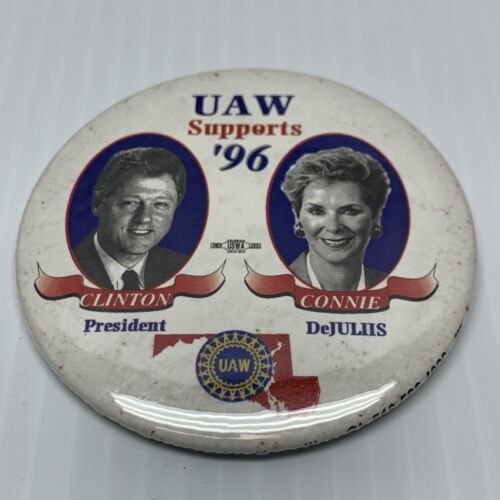 UAW
Supports
'96
USWA
CLINTON
CONNIE
President
DeJULIIS
UAW